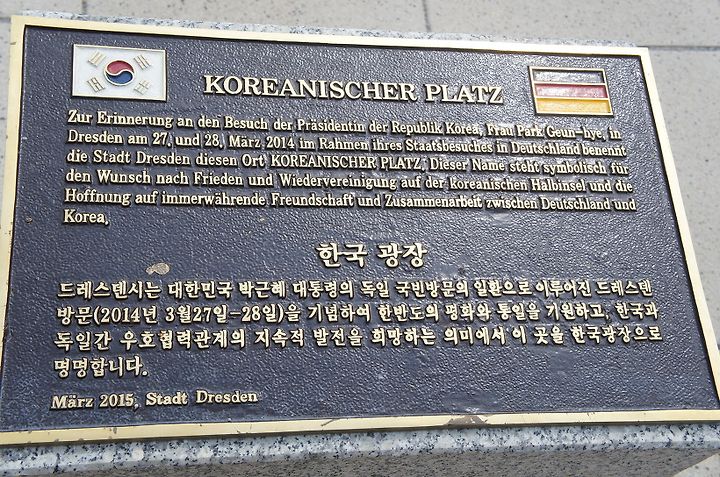 KOREANISCHER PLATZ
Zur Erinnerung an den Besuch der Präsidentin der Republik Korea, Frau Park Geun-hye, in
Dresden am 27. und 28. März 2014 im Rahmen ihres Staatsbesuches in Deutschland benennt
die Stadt Dresden diesen Ort KOREANISCHER PLATZ. Dieser Name steht symbolisch für
den Wunsch nach Frieden und Wiedervereinigung auf der koreanischen Halbinsel und die
Hoffnung auf immerwährende Freundschaft und Zusammenarbeit zwischen Deutschland und
Korea.
한국 광장
드레스덴시는 대한민국 박근혜 대통령의 독일 국빈방문의 일환으로 이루어진 드레스덴
방문(2014년 3월27일-28일)을 기념하여 한반도의 평화와 통일을 기원하고, 한국과
독일간 우호협력관계의 지속적 발전을 희망하는 의미에서 이 곳을 한국광장으로
명명합니다.
März 2015, Stadt Dresden